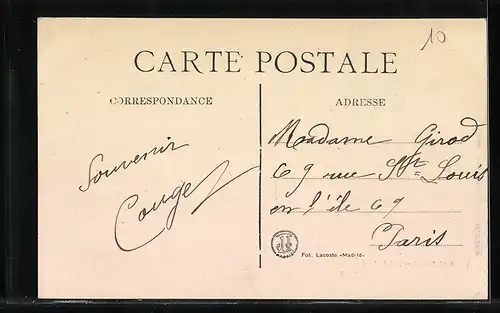 10
CARTE POSTALE
CORRESPONDANCE
ADRESSE
Souvenir
Madame Girod
69 rue St Louis
en l'île 69
Paris
MADRID
Fot. Lacoste - Madrid -